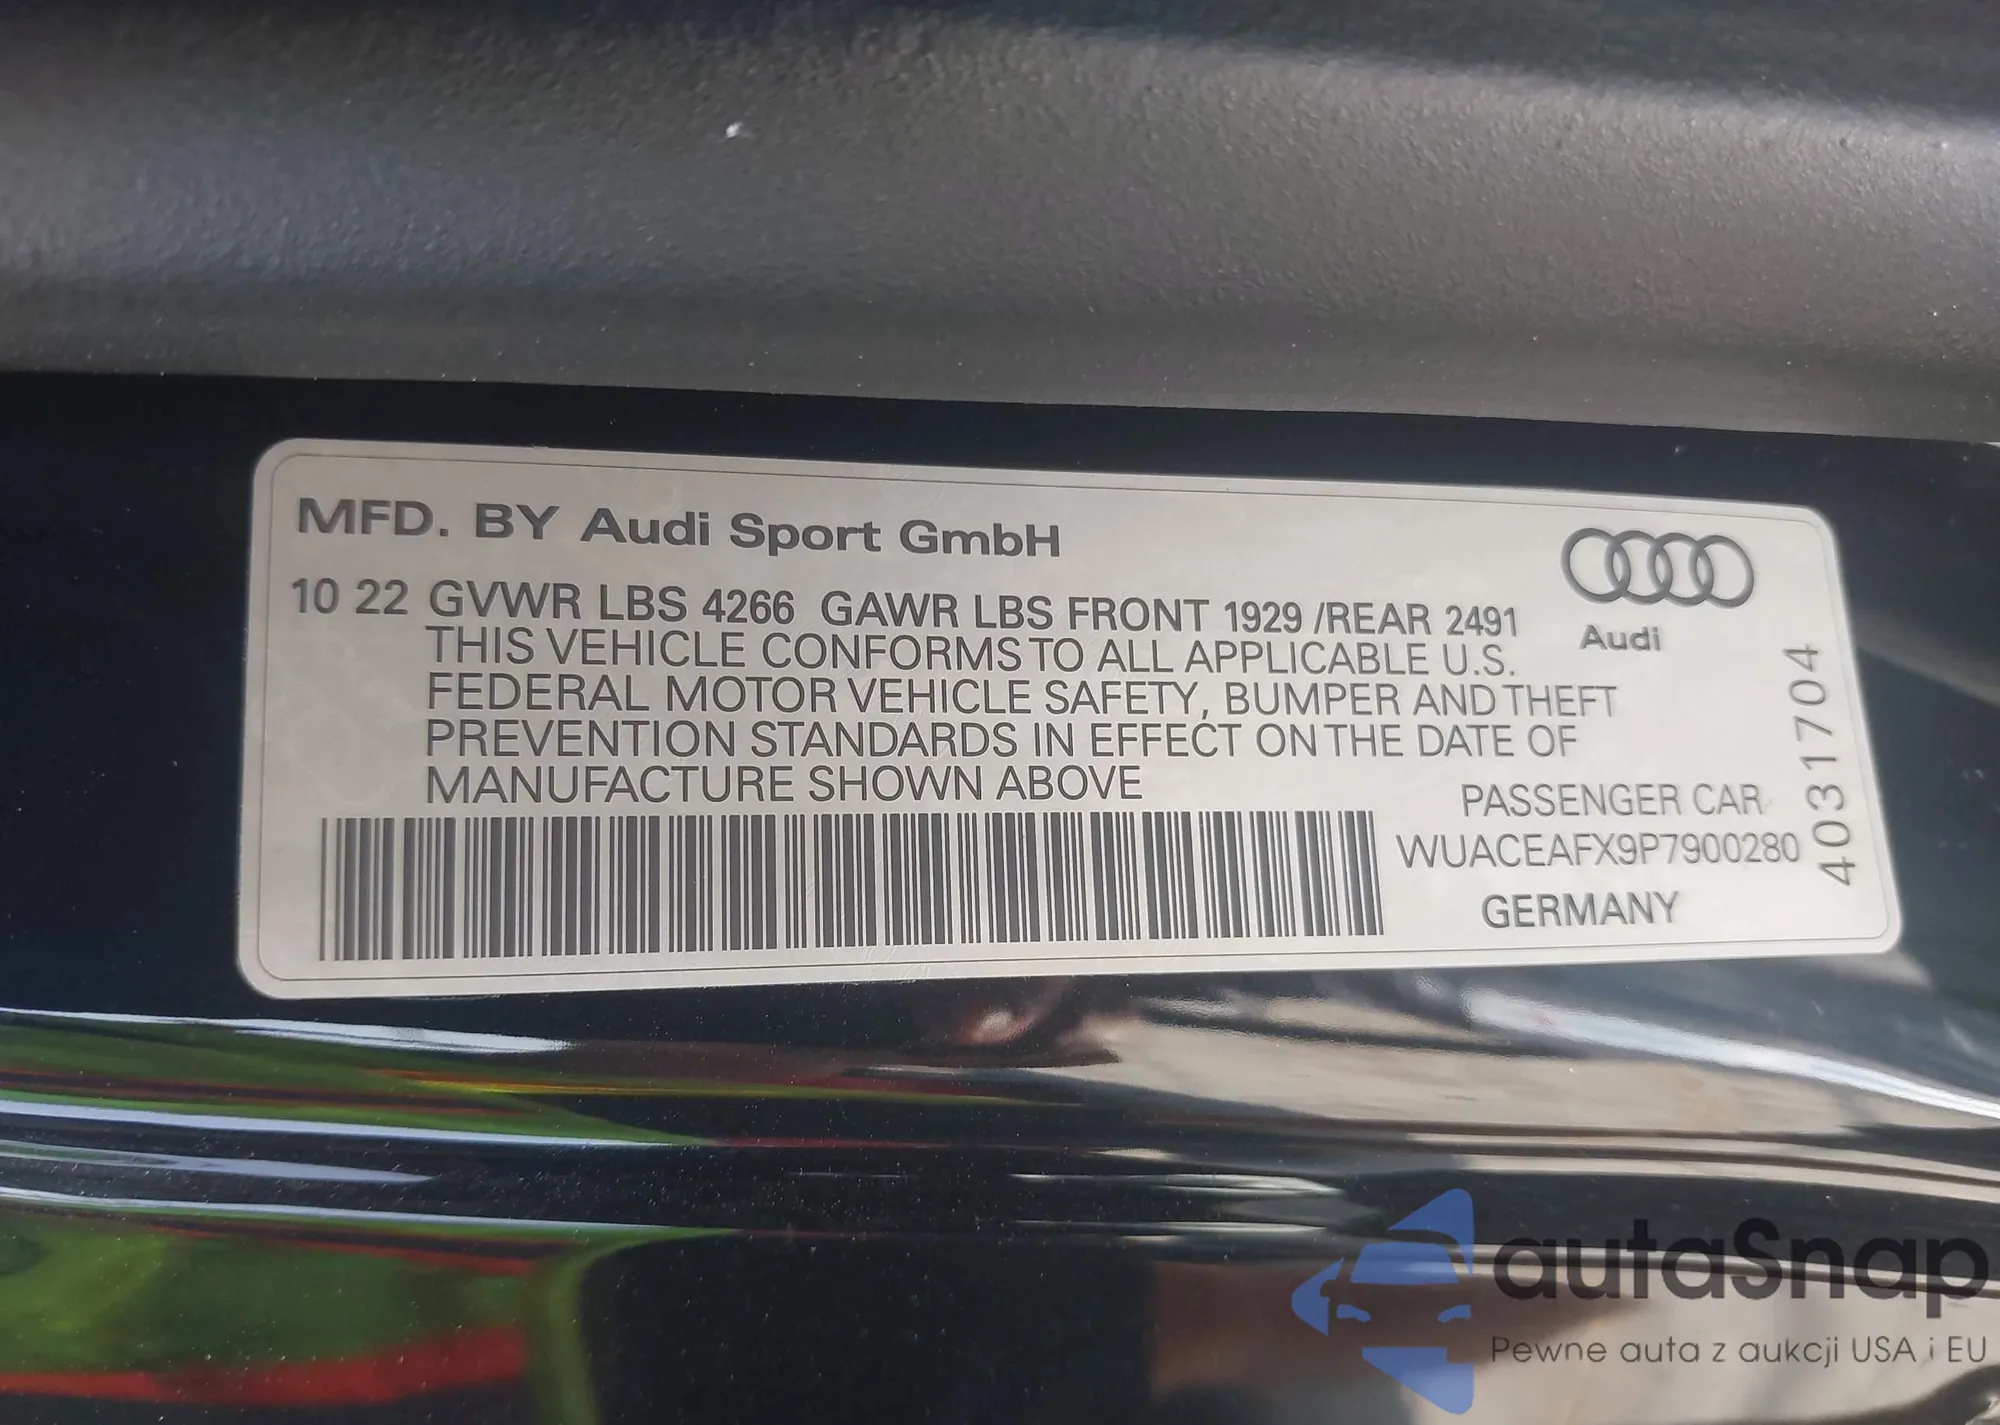 MFD. BY Audi Sport GmbH
10 22 GVWR LBS 4266 GAWR LBS FRONT 1929 /REAR 2491
THIS VEHICLE CONFORMS TO ALL APPLICABLE U.S.
FEDERAL MOTOR VEHICLE SAFETY, BUMPER AND THEFT
PREVENTION STANDARDS IN EFFECT ON THE DATE OF
MANUFACTURE SHOWN ABOVE
Audi
PASSENGER CAR
WUACEAFX9P7900280
GERMANY
4031704
autaSnap
Pewne auta z aukcji USA i EU